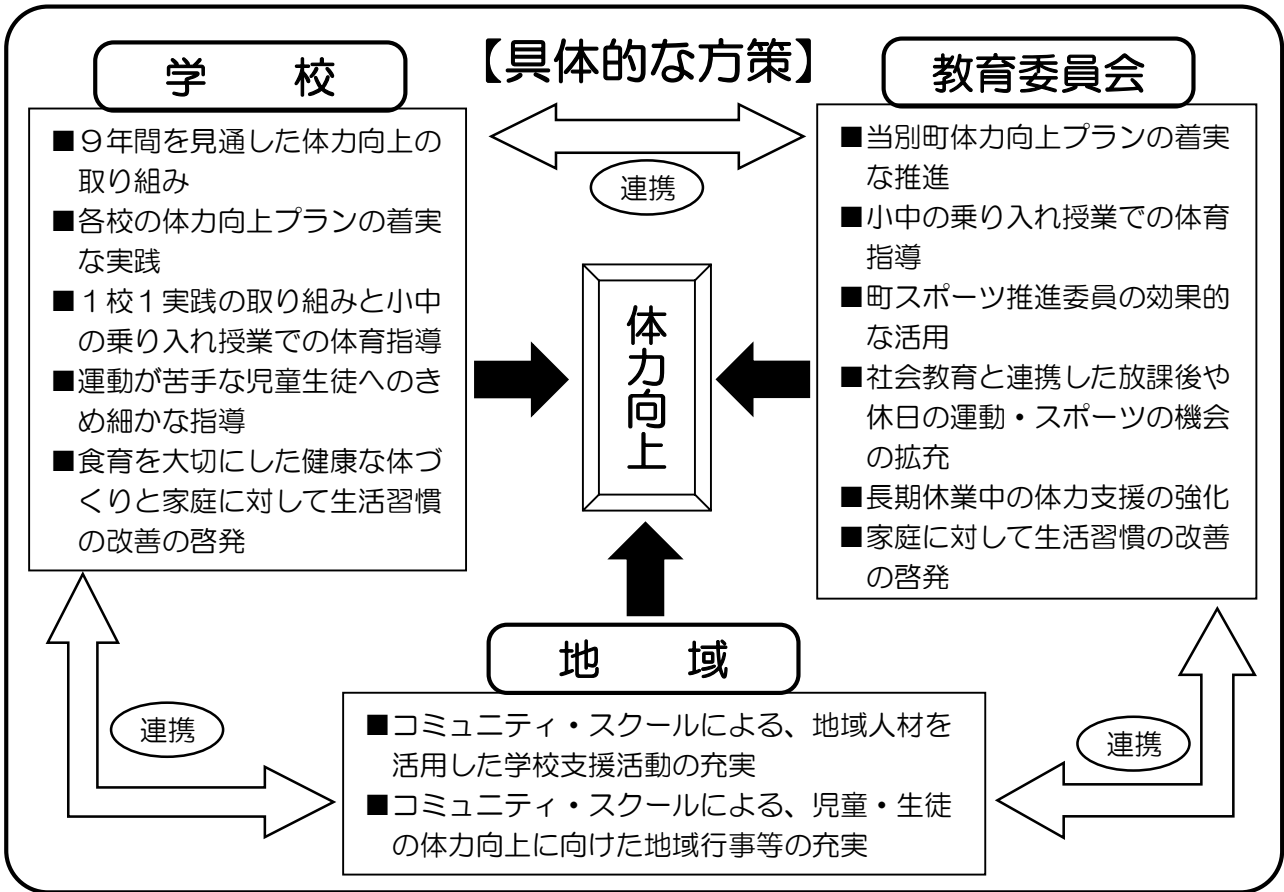 【具体的な方策】
学　校
■９年間を見通した体力向上の
取り組み
■各校の体力向上プランの着実
な実践
■１校１実践の取り組みと小中
の乗り入れ授業での体育指導
■運動が苦手な児童生徒へのき
め細かな指導
■食育を大切にした健康な体づ
くりと家庭に対して生活習慣
の改善の啓発
連携
体力向上
教育委員会
■当別町体力向上プランの着実
な推進
■小中の乗り入れ授業での体育
指導
■町スポーツ推進委員の効果的
な活用
■社会教育と連携した放課後や
休日の運動・スポーツの機会
の拡充
■長期休業中の体力支援の強化
■家庭に対して生活習慣の改善
の啓発
地　域
連携
■コミュニティ・スクールによる、地域人材を
活用した学校支援活動の充実
■コミュニティ・スクールによる、児童・生徒
の体力向上に向けた地域行事等の充実
連携